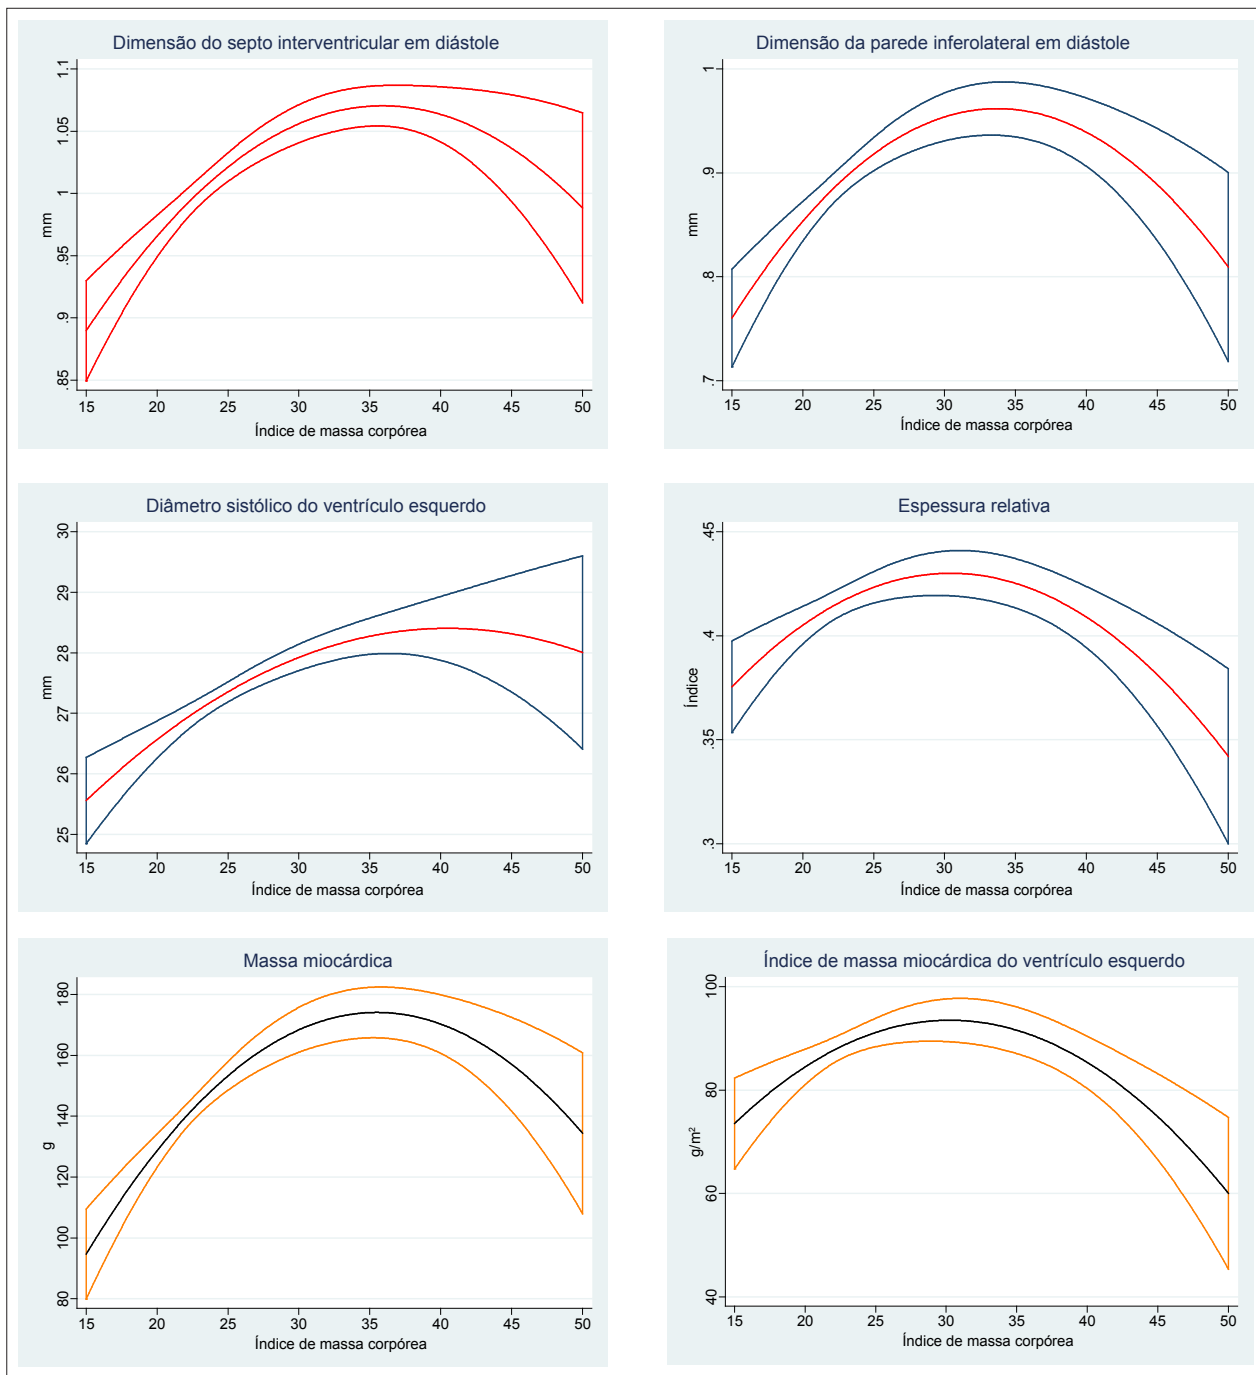 Dimensão do septo interventricular em diástole
1.1
1.05
1
.95
.9
.85
mm
15 20 25 30 35 40 45 50
Índice de massa corpórea
Dimensão da parede inferolateral em diástole
1
.9
.8
.7
mm
15 20 25 30 35 40 45 50
Índice de massa corpórea
Diâmetro sistólico do ventrículo esquerdo
30
29
28
27
26
25
mm
15 20 25 30 35 40 45 50
Índice de massa corpórea
Espessura relativa
.45
.4
.35
.3
Índice
15 20 25 30 35 40 45 50
Índice de massa corpórea
Massa miocárdica
180
160
140
120
100
80
g
15 20 25 30 35 40 45 50
Índice de massa corpórea
Índice de massa miocárdica do ventrículo esquerdo
100
80
60
40
g/m²
15 20 25 30 35 40 45 50
Índice de massa corpórea